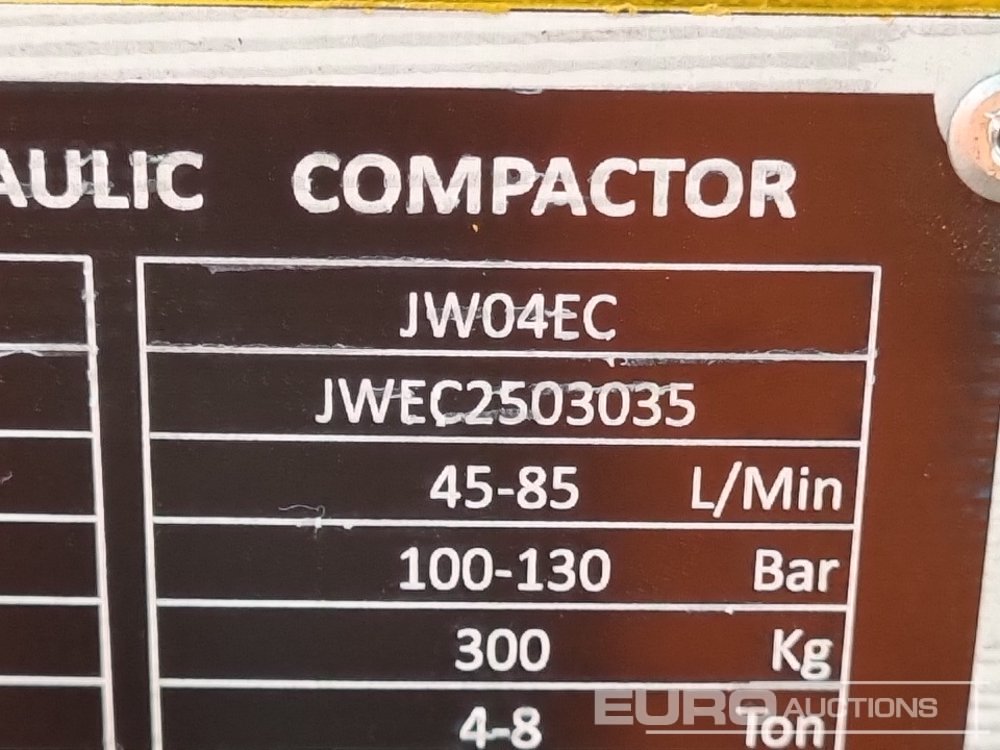 AULIC COMPACTOR
JW04EC
JWEC2503035
45-85 L/Min
100-130 Bar
300 Kg
4-8 Ton
EURO AUCTIONS